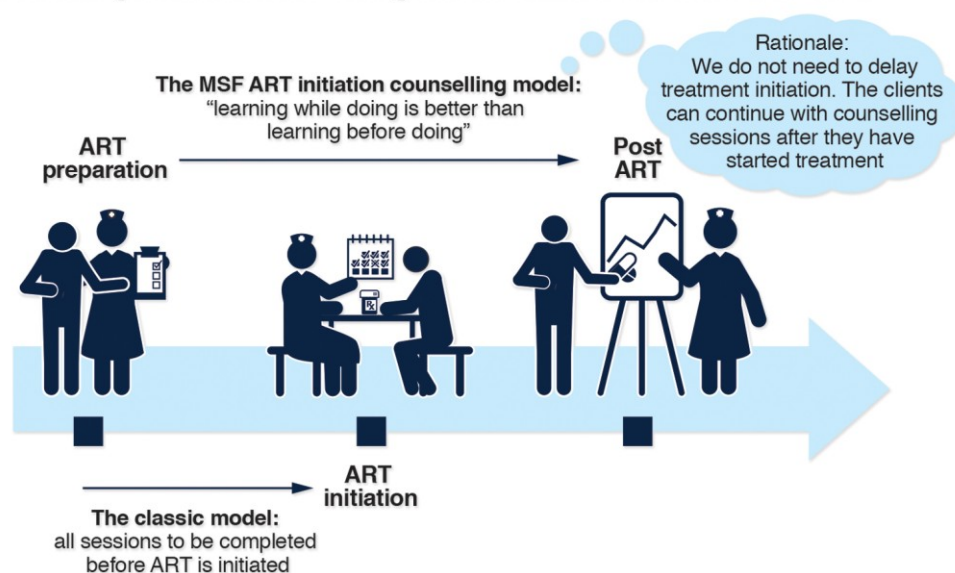 Rationale:
We do not need to delay
treatment initiation. The clients
can continue with counselling
sessions after they have
started treatment
The MSF ART initiation counselling model:
“learning while doing is better than
learning before doing”
ART
preparation
Post
ART
Rx
ART
initiation
The classic model:
all sessions to be completed
before ART is initiated